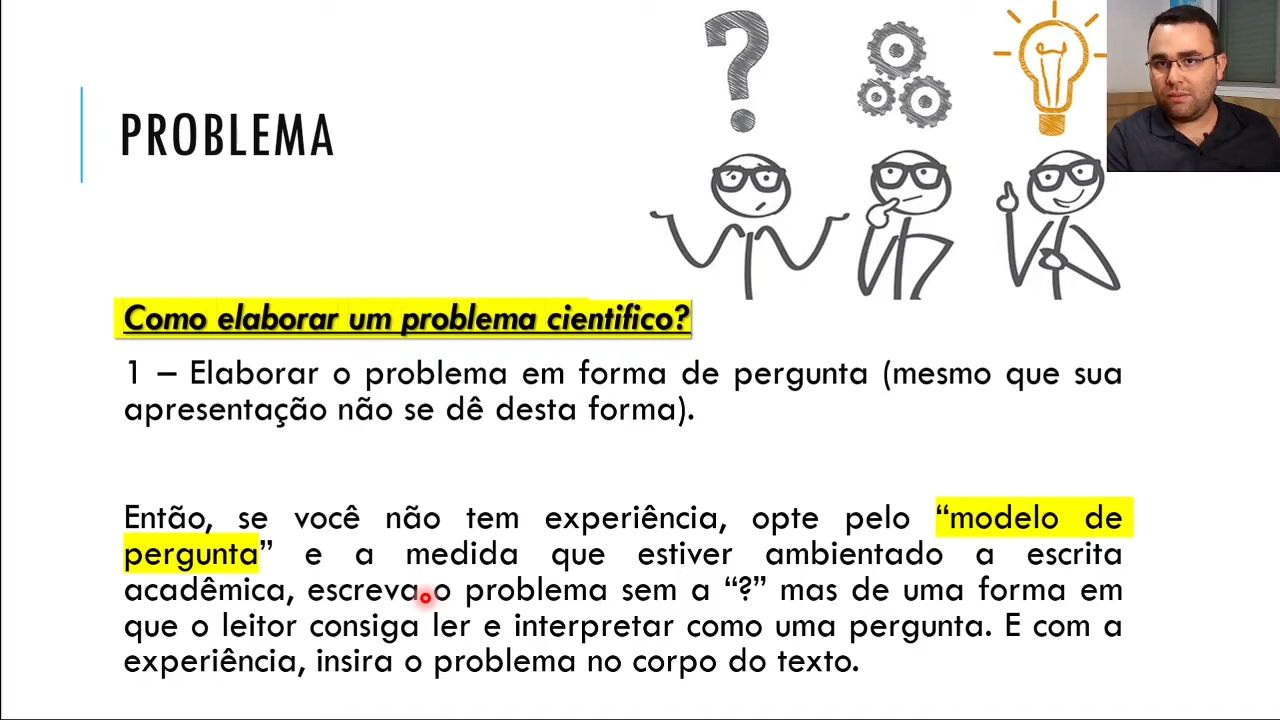 PROBLEMA
Como elaborar um problema cientifico?
1 – Elaborar o problema em forma de pergunta (mesmo que sua
apresentação não se dê desta forma).
Então, se você não tem experiência, opte pelo “modelo de
pergunta” e a medida que estiver ambientado a escrita
acadêmica, escreva o problema sem a “?” mas de uma forma em
que o leitor consiga ler e interpretar como uma pergunta. E com a
experiência, insira o problema no corpo do texto.